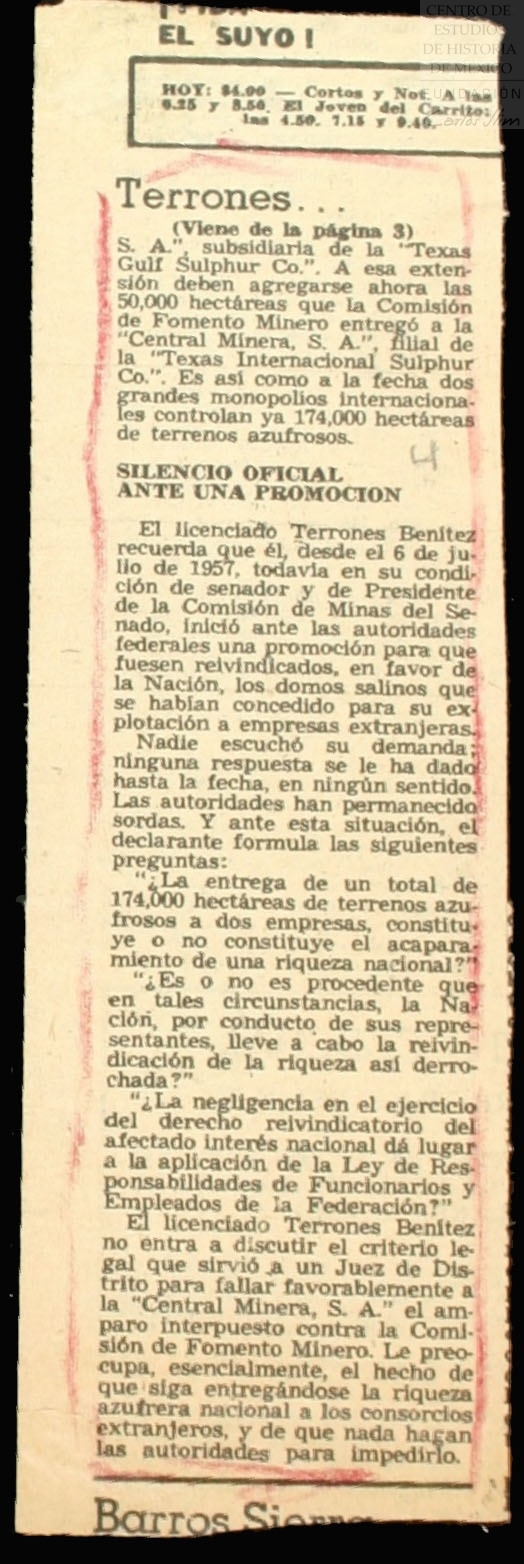 EL SUYO!
CENTRO DE
ESTUDIOS
DE HISTORIA
DE MEXICO
FUNDACIÓN
HOY: $4.00 — Cortos y Not. A las
6.25 y 8.50. El Joven del Carrito:
las 4.50. 7.15 y 9.40.
Terrones...
(Viene de la página 3)
S. A.", subsidiaria de la "Texas
Gulf Sulphur Co.". A esa exten-
sión deben agregarse ahora las
50,000 hectáreas que la Comisión
de Fomento Minero entregó a la
"Central Minera, S. A.", filial de
la "Texas Internacional Sulphur
Co.". Es así como a la fecha dos
grandes monopolios internaciona-
les controlan ya 174,000 hectáreas
de terrenos azufrosos.
4
SILENCIO OFICIAL
ANTE UNA PROMOCION
El licenciado Terrones Benítez
recuerda que él, desde el 6 de ju-
lio de 1957, todavía en su condi-
ción de senador y de Presidente
de la Comisión de Minas del Se-
nado, inició ante las autoridades
federales una promoción para que
fuesen reivindicados, en favor de
la Nación, los domos salinos que
se habían concedido para su ex-
plotación a empresas extranjeras.
Nadie escuchó su demanda;
ninguna respuesta se le ha dado
hasta la fecha, en ningún sentido.
Las autoridades han permanecido
sordas. Y ante esta situación, el
declarante formula las siguientes
preguntas:
"¿La entrega de un total de
174,000 hectáreas de terrenos azu-
frosos a dos empresas, constitu-
ye o no constituye el acapara-
miento de una riqueza nacional?"
"¿Es o no es procedente que
en tales circunstancias, la Na-
ción, por conducto de sus repre-
sentantes, lleve a cabo la reivin-
dicación de la riqueza así derro-
chada?"
"¿La negligencia en el ejercicio
del derecho reivindicatorio del
afectado interés nacional dá lugar
a la aplicación de la Ley de Res-
ponsabilidades de Funcionarios y
Empleados de la Federación?"
El licenciado Terrones Benítez
no entra a discutir el criterio le-
gal que sirvió a un Juez de Dis-
trito para fallar favorablemente a
la "Central Minera, S. A." el am-
paro interpuesto contra la Comi-
sión de Fomento Minero. Le preo-
cupa, esencialmente, el hecho de
que siga entregándose la riqueza
azufrera nacional a los consorcios
extranjeros, y de que nada hagan
las autoridades para impedirlo.
Barros Sierra